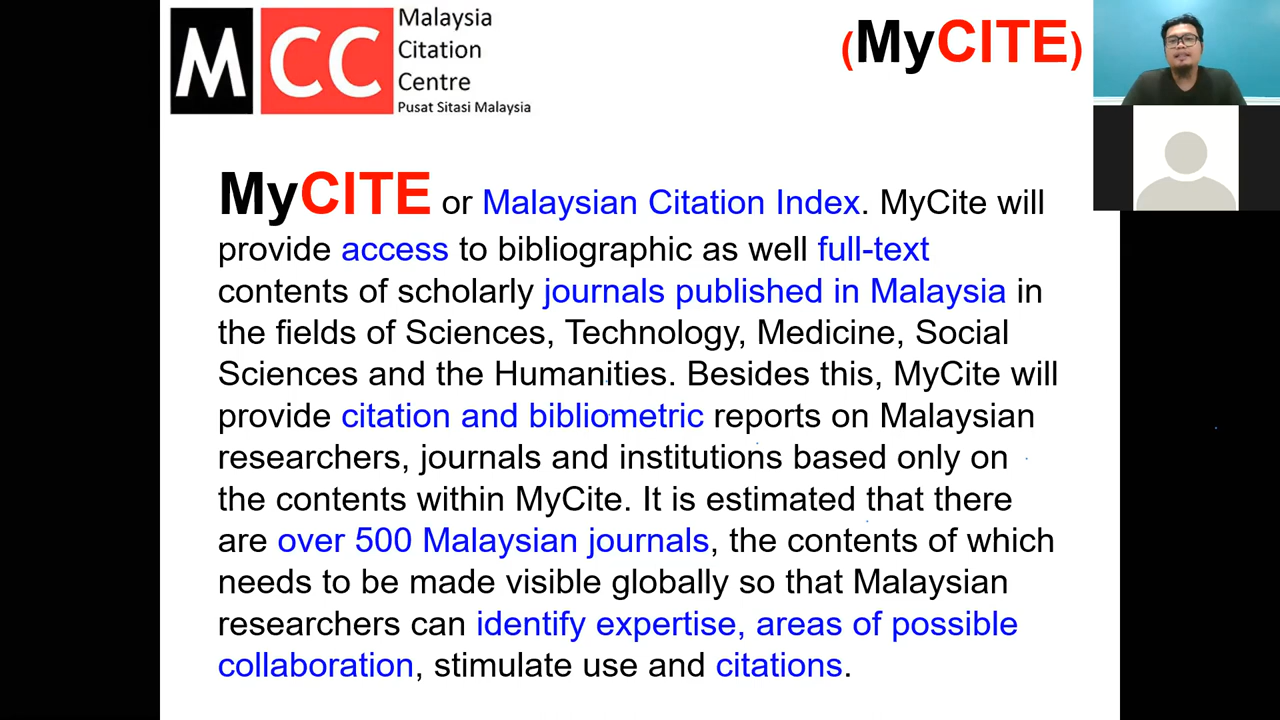 MCC
Malaysia
Citation
Centre
Pusat Sitasi Malaysia
(MyCITE)
MyCITE or Malaysian Citation Index. MyCite will
provide access to bibliographic as well full-text
contents of scholarly journals published in Malaysia in
the fields of Sciences, Technology, Medicine, Social
Sciences and the Humanities. Besides this, MyCite will
provide citation and bibliometric reports on Malaysian
researchers, journals and institutions based only on
the contents within MyCite. It is estimated that there
are over 500 Malaysian journals, the contents of which
needs to be made visible globally so that Malaysian
researchers can identify expertise, areas of possible
collaboration, stimulate use and citations.